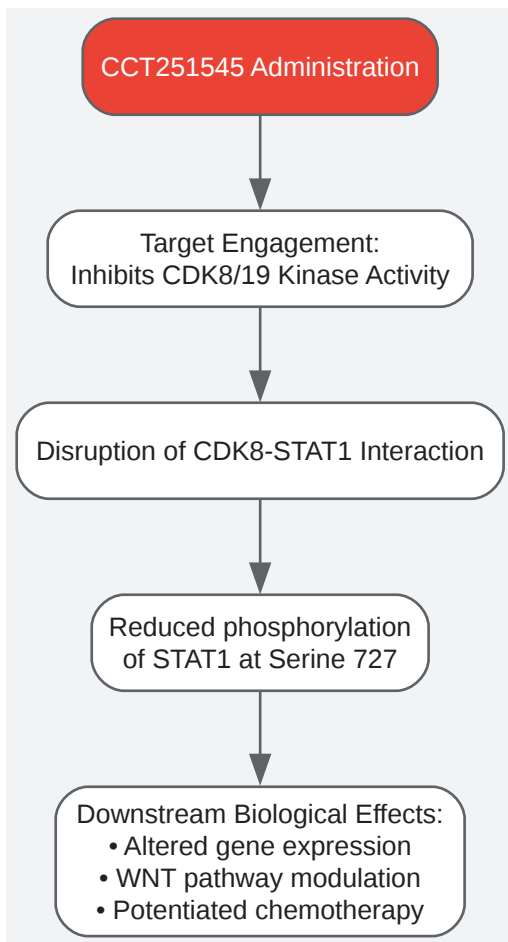 CCT251545 Administration
Target Engagement:
Inhibits CDK8/19 Kinase Activity
Disruption of CDK8-STAT1 Interaction
Reduced phosphorylation
of STAT1 at Serine 727
Downstream Biological Effects:
• Altered gene expression
• WNT pathway modulation
• Potentiated chemotherapy